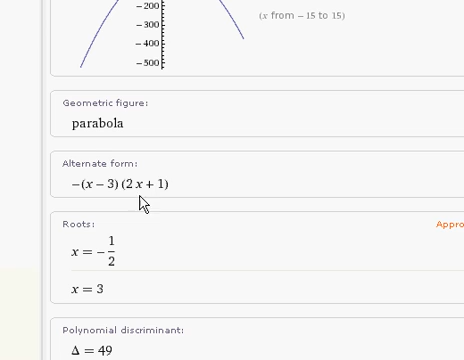 −200
−300
(x from −15 to 15)
−400
−500
Geometric figure:
parabola
Alternate form:
−(x − 3) (2 x + 1)
Roots:
Appro
x = −1/2
x = 3
Polynomial discriminant:
Δ = 49